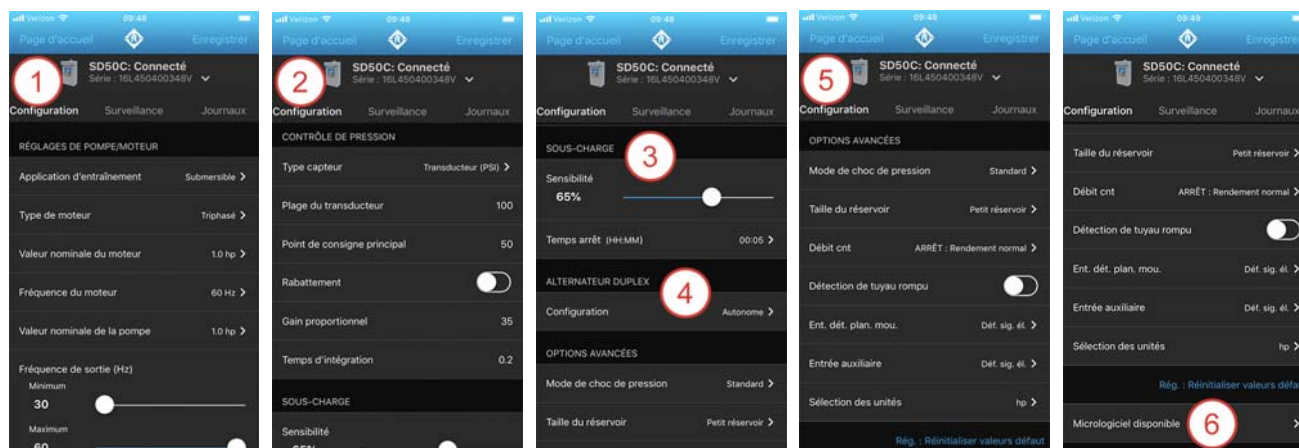 Verizon 09:48
Page d'accueil Enregistrer
SD50C: Connecté
Série : 16L450400348V
1
Configuration Surveillance Journaux
RÉGLAGES DE POMPE/MOTEUR
Application d'entraînement Submersible
Type de moteur Triphasé
Valeur nominale du moteur 1.0 hp
Fréquence du moteur 60 Hz
Valeur nominale de la pompe 1.0 hp
Fréquence de sortie (Hz)
Minimum
30
Maximum
60
Verizon 09:48
Page d'accueil Enregistrer
SD50C: Connecté
Série : 16L450400348V
2
Configuration Surveillance Journaux
CONTRÔLE DE PRESSION
Type capteur Transducteur (PSI)
Plage du transducteur 100
Point de consigne principal 50
Rabattement
Gain proportionnel 35
Temps d'intégration 0.2
SOUS-CHARGE
Sensibilité
65%
Verizon 09:48
Page d'accueil Enregistrer
SD50C: Connecté
Série : 16L450400348V
Configuration Surveillance Journaux
SOUS-CHARGE
3
Sensibilité
65%
Temps arrêt (HH:MM) 00:05
ALTERNATEUR DUPLEX
4
Configuration Autonome
OPTIONS AVANCÉES
Mode de choc de pression Standard
Taille du réservoir Petit réservoir
Verizon 09:48
Page d'accueil Enregistrer
SD50C: Connecté
Série : 16L450400348V
5
Configuration Surveillance Journaux
OPTIONS AVANCÉES
Mode de choc de pression Standard
Taille du réservoir Petit réservoir
Débit cnt ARRÊT : Rendement normal
Détection de tuyau rompu
Ent. dét. plan. mou. Déf. sig. él.
Entrée auxiliaire Déf. sig. él.
Sélection des unités hp
Rég. : Réinitialiser valeurs défaut
Verizon 09:49
Page d'accueil Enregistrer
SD50C: Connecté
Série : 16L450400348V
Configuration Surveillance Journaux
Taille du réservoir Petit réservoir
Débit cnt ARRÊT : Rendement normal
Détection de tuyau rompu
Ent. dét. plan. mou. Déf. sig. él.
Entrée auxiliaire Déf. sig. él.
Sélection des unités hp
Rég. : Réinitialiser valeurs défau
Micrologiciel disponible
6